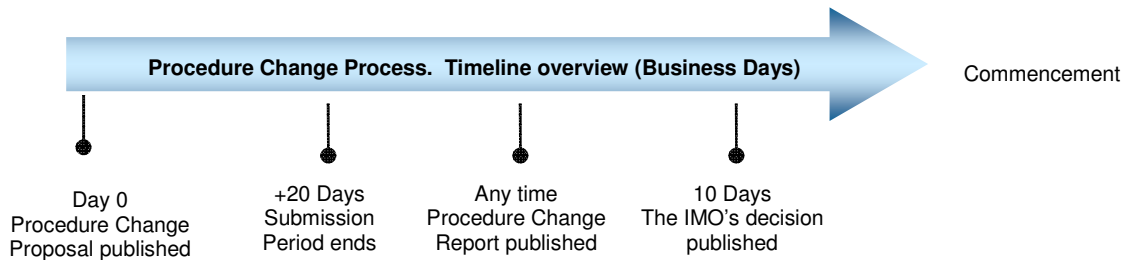 Procedure Change Process.  Timeline overview (Business Days)
Commencement
Day 0
Procedure Change
Proposal published
+20 Days
Submission
Period ends
Any time
Procedure Change
Report published
10 Days
The IMO's decision
published